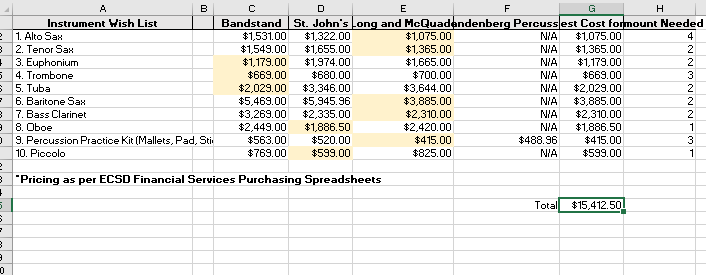 A B C D E F G H
Instrument Wish List Bandstand St. John's Long and McQuade ndenberg Percuss est Cost for mount Needed
1. Alto Sax $1,531.00 $1,322.00 $1,075.00 N/A $1,075.00 4
2. Tenor Sax $1,549.00 $1,655.00 $1,365.00 N/A $1,365.00 2
3. Euphonium $1,179.00 $1,974.00 $1,665.00 N/A $1,179.00 2
4. Trombone $669.00 $680.00 $700.00 N/A $669.00 3
5. Tuba $2,029.00 $3,346.00 $3,644.00 N/A $2,029.00 2
6. Baritone Sax $5,469.00 $5,945.96 $3,885.00 N/A $3,885.00 2
7. Bass Clarinet $3,269.00 $2,335.00 $2,310.00 N/A $2,310.00 2
8. Oboe $2,449.00 $1,886.50 $2,420.00 N/A $1,886.50 1
9. Percussion Practice Kit (Mallets, Pad, Sti $563.00 $520.00 $415.00 $488.96 $415.00 3
10. Piccolo $769.00 $599.00 $825.00 N/A $599.00 1
*Pricing as per ECSD Financial Services Purchasing Spreadsheets
Total $15,412.50